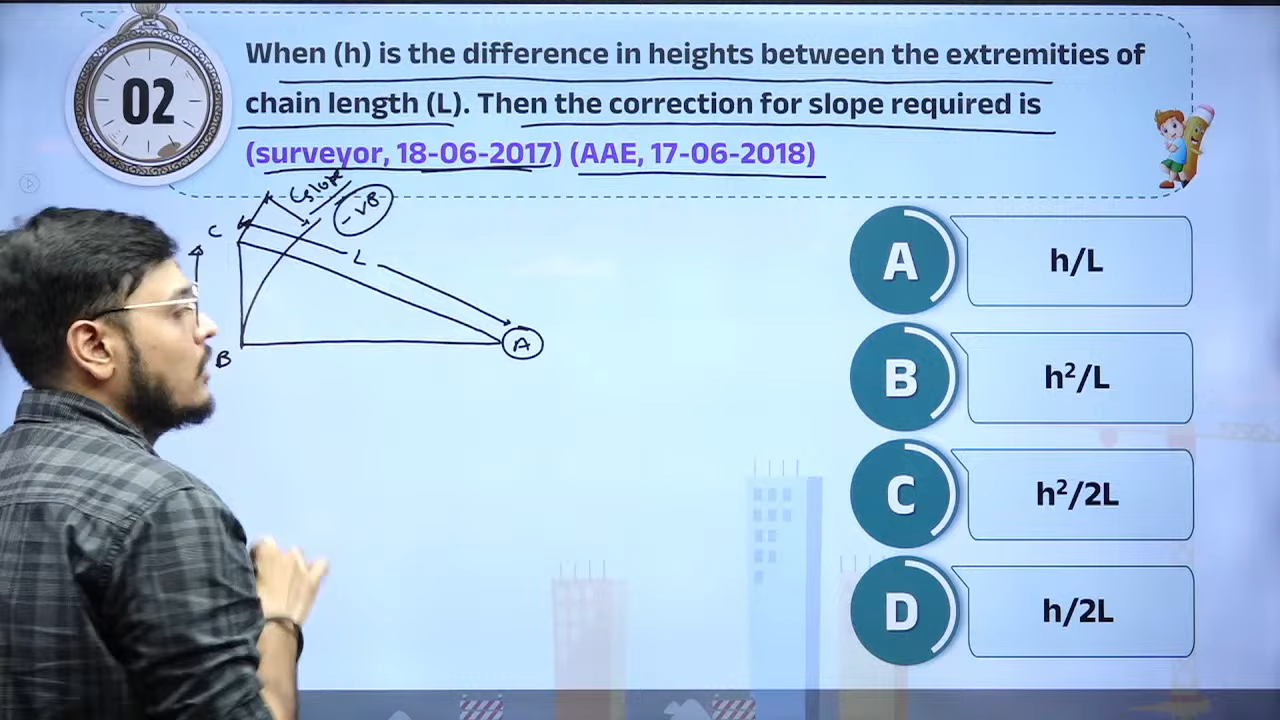 02
When (h) is the difference in heights between the extremities of
chain length (L). Then the correction for slope required is
(surveyor, 18-06-2017) (AAE, 17-06-2018)
Cslope
-ve
C
L
B
A
A
h/L
B
h²/L
C
h²/2L
D
h/2L